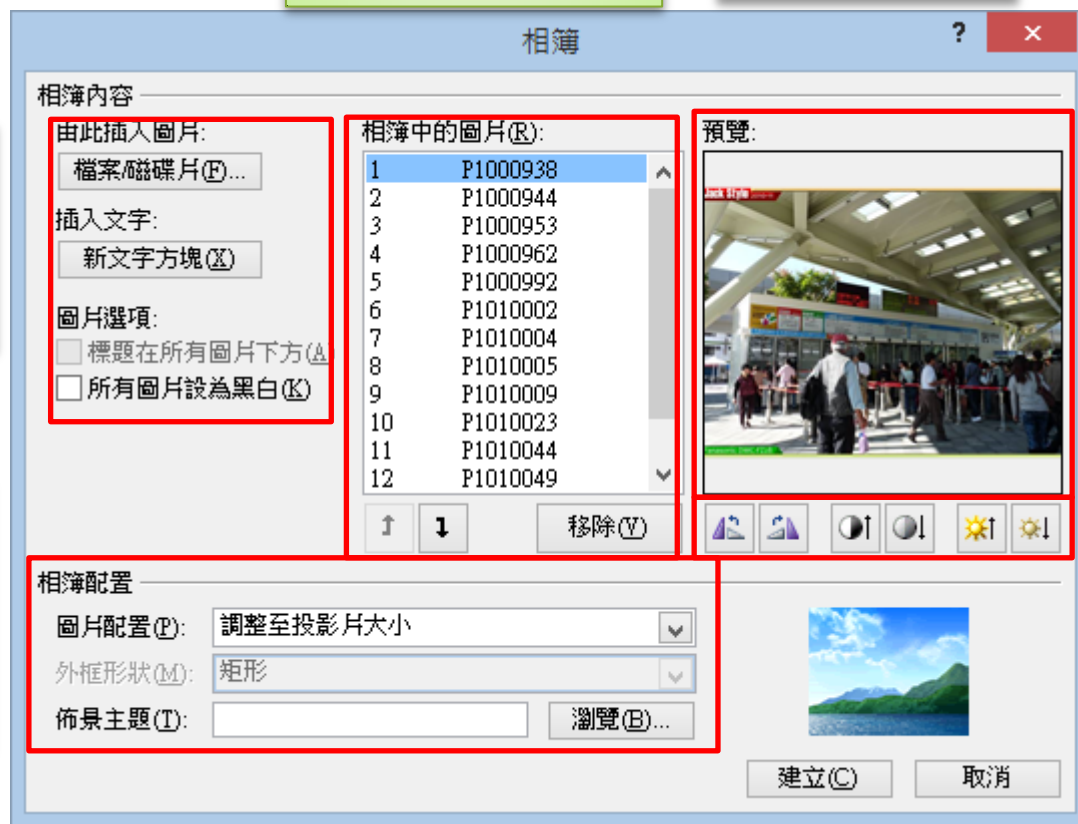 相簿
?
×
相簿內容
由此插入圖片:
檔案/磁碟片(F)...
插入文字:
新文字方塊(X)
圖片選項:
標題在所有圖片下方(A
所有圖片設為黑白(K)
相簿中的圖片(R):
1 P1000938
2 P1000944
3 P1000953
4 P1000962
5 P1000992
6 P1010002
7 P1010004
8 P1010005
9 P1010009
10 P1010023
11 P1010044
12 P1010049
移除(V)
預覽:
Jack Style
相簿配置
圖片配置(P): 調整至投影片大小
外框形狀(M): 矩形
佈景主題(T):
瀏覽(B)...
建立(C)
取消